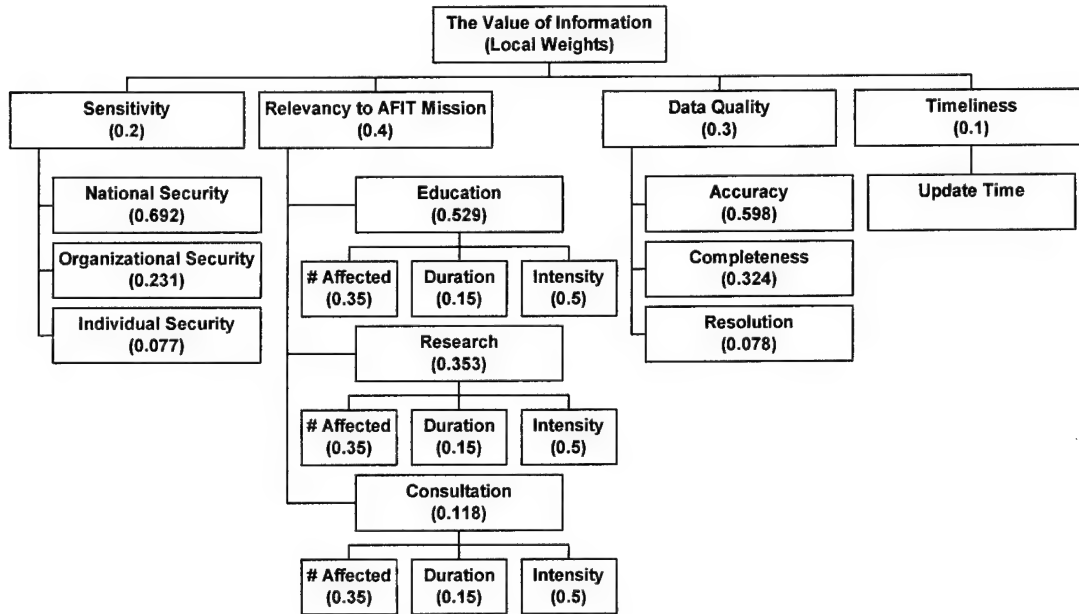 The Value of Information
(Local Weights)
Sensitivity
(0.2)
Relevancy to AFIT Mission
(0.4)
Data Quality
(0.3)
Timeliness
(0.1)
National Security
(0.692)
Organizational Security
(0.231)
Individual Security
(0.077)
Education
(0.529)
# Affected
(0.35)
Duration
(0.15)
Intensity
(0.5)
Research
(0.353)
# Affected
(0.35)
Duration
(0.15)
Intensity
(0.5)
Consultation
(0.118)
# Affected
(0.35)
Duration
(0.15)
Intensity
(0.5)
Accuracy
(0.598)
Completeness
(0.324)
Resolution
(0.078)
Update Time